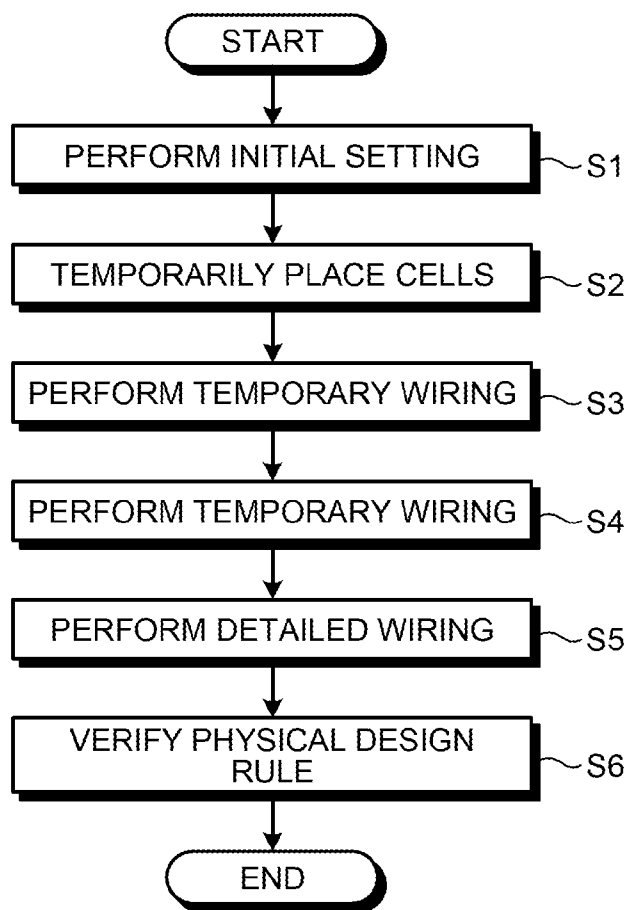 START
PERFORM INITIAL SETTING
S1
TEMPORARILY PLACE CELLS
S2
PERFORM TEMPORARY WIRING
S3
PERFORM TEMPORARY WIRING
S4
PERFORM DETAILED WIRING
S5
VERIFY PHYSICAL DESIGN
RULE
S6
END